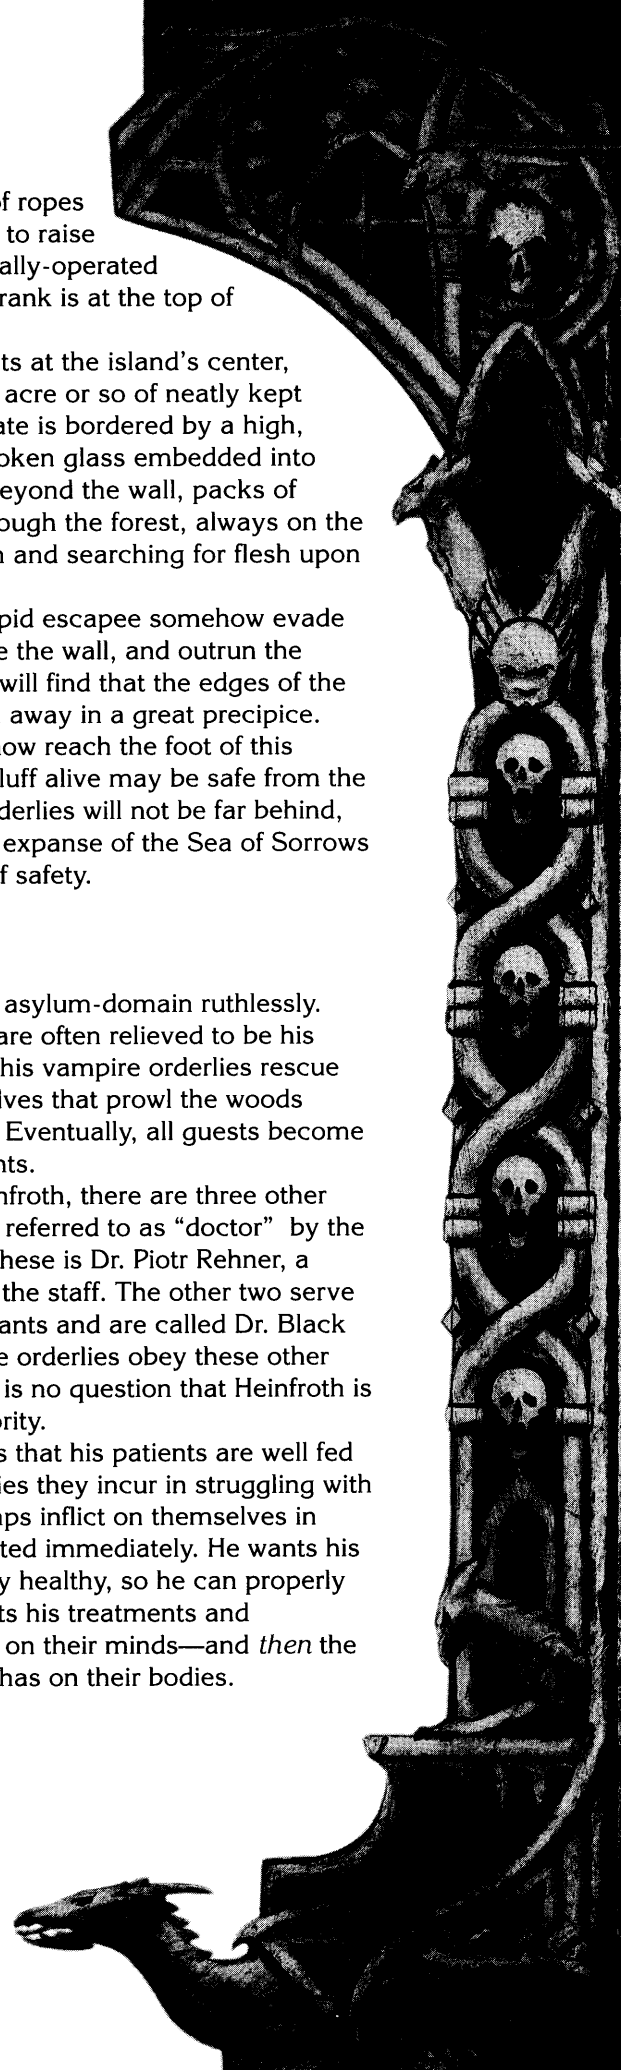 of ropes
to raise
ally-operated
rank is at the top of
ts at the island's center,
acre or so of neatly kept
ate is bordered by a high,
oken glass embedded into
eyond the wall, packs of
ough the forest, always on the
n and searching for flesh upon
pid escapee somehow evade
e the wall, and outrun the
will find that the edges of the
away in a great precipice.
now reach the foot of this
luff alive may be safe from the
derlies will not be far behind,
expanse of the Sea of Sorrows
f safety.
asylum-domain ruthlessly.
are often relieved to be his
his vampire orderlies rescue
lves that prowl the woods
Eventually, all guests become
nts.
nfroth, there are three other
referred to as “doctor” by the
hese is Dr. Piotr Rehner, a
the staff. The other two serve
ants and are called Dr. Black
e orderlies obey these other
is no question that Heinfroth is
ority.
s that his patients are well fed
ies they incur in struggling with
aps inflict on themselves in
ted immediately. He wants his
y healthy, so he can properly
ts his treatments and
on their minds—and then the
has on their bodies.